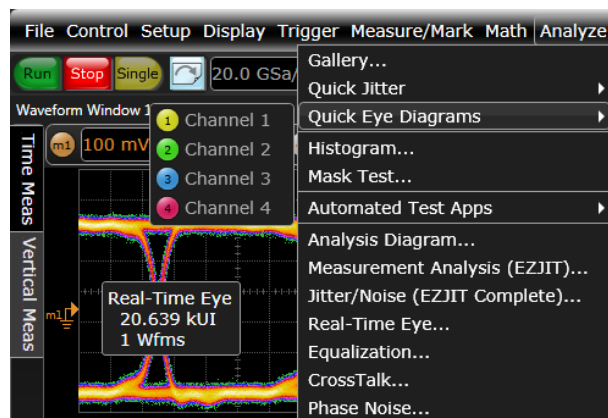 File Control Setup Display Trigger Measure/Mark Math Analyze
Run Stop Single 20.0 GSa/
Waveform Window 1
m1 100 mV
1 Channel 1
2 Channel 2
3 Channel 3
4 Channel 4
Time Meas
Vertical Meas
m1
Real-Time Eye
20.639 kUI
1 Wfms
Gallery...
Quick Jitter
Quick Eye Diagrams
Histogram...
Mask Test...
Automated Test Apps
Analysis Diagram...
Measurement Analysis (EZJIT)...
Jitter/Noise (EZJIT Complete)...
Real-Time Eye...
Equalization...
CrossTalk...
Phase Noise...